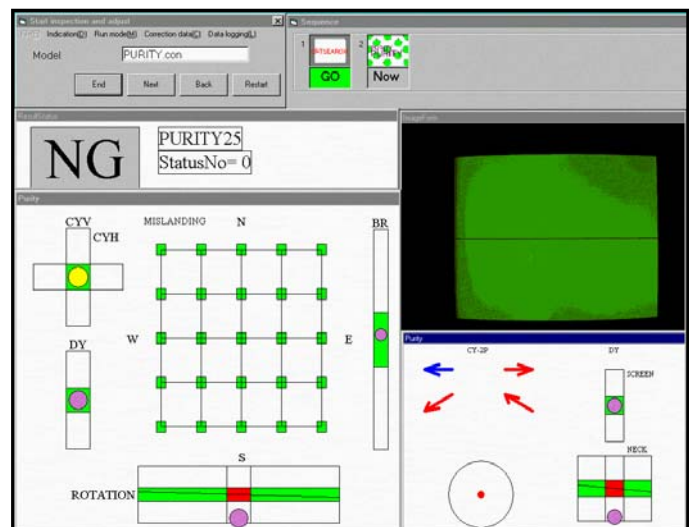 Start inspection and adjust
Indication(D) Run mode(M) Correction data(C) Data logging(L)
Model PURITY.con
End Next Back Restart
Sequence
1 2
GO Now
ResultStatus
NG
PURITY25
StatusNo= 0
ImageForm
Purity
CYV
CYH
MISLANDING
N
BR
W
E
DY
S
ROTATION
Purity
CY-2P
DY
SCREEN
NECK